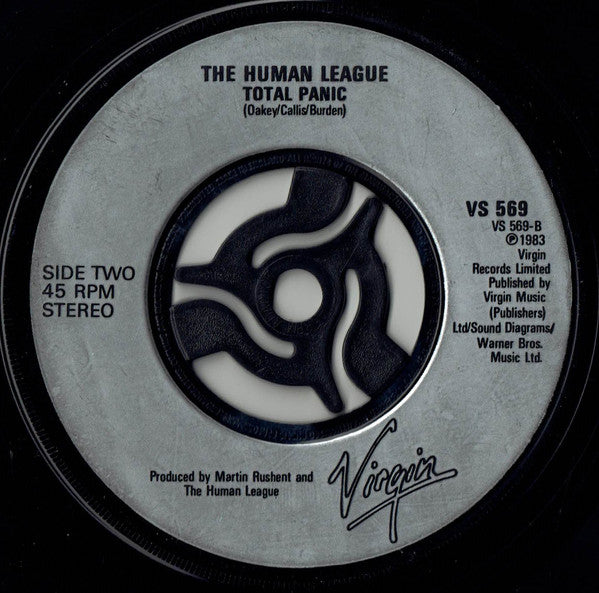 THE HUMAN LEAGUE
TOTAL PANIC
(Oakey/Callis/Burden)
VS 569
VS 569-B
℗1983
Virgin
Records Limited
Published by
Virgin Music
(Publishers)
Ltd/Sound Diagrams/
Warner Bros.
Music Ltd.
SIDE TWO
45 RPM
STEREO
Produced by Martin Rushent and
The Human League
Virgin